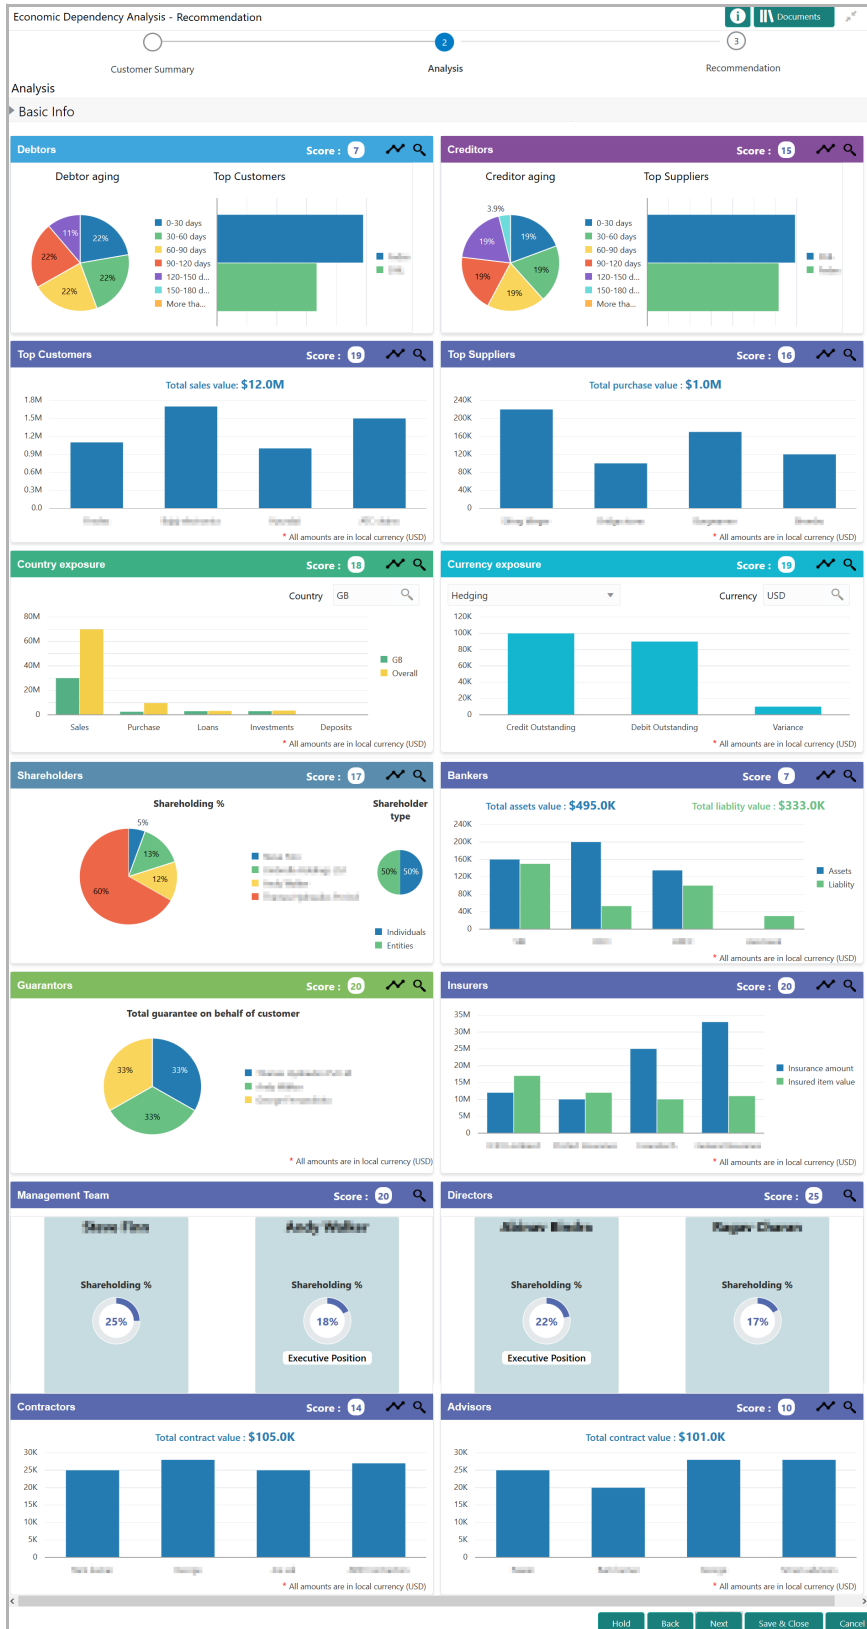 Economic Dependency Analysis - Recommendation
i Documents
2 3
Customer Summary Analysis Recommendation
Analysis
Basic Info
Debtors Score : 7
Debtor aging Top Customers
22%
22%
22%
22%
11%
0-30 days
30-60 days
60-90 days
90-120 days
120-150 d...
150-180 d...
More tha...
Creditors Score : 15
Creditor aging Top Suppliers
3.9%
19%
19%
19%
19%
19%
0-30 days
30-60 days
60-90 days
90-120 days
120-150 d...
150-180 d...
More tha...
Top Customers Score : 19
Total sales value: $12.0M
1.8M
1.5M
1.2M
0.9M
0.6M
0.3M
0.0
* All amounts are in local currency (USD)
Top Suppliers Score : 16
Total purchase value : $1.0M
240K
200K
160K
120K
80K
40K
0
* All amounts are in local currency (USD)
Country exposure Score : 18
Country GB
80M
60M
40M
20M
0
Sales Purchase Loans Investments Deposits
GB
Overall
* All amounts are in local currency (USD)
Currency exposure Score : 19
Hedging Currency USD
120K
100K
80K
60K
40K
20K
0
Credit Outstanding Debit Outstanding Variance
* All amounts are in local currency (USD)
Shareholders Score : 17
Shareholding %
5%
13%
12%
60%
Shareholder
type
50% 50%
Individuals
Entities
Bankers Score 7
Total assets value : $495.0K Total liablity value : $333.0K
240K
200K
160K
120K
80K
40K
0
Assets
Liablity
* All amounts are in local currency (USD)
Guarantors Score : 20
Total guarantee on behalf of customer
33% 33%
33%
* All amounts are in local currency (USD)
Insurers Score : 20
35M
30M
25M
20M
15M
10M
5M
0
Insurance amount
Insured item value
* All amounts are in local currency (USD)
Management Team Score : 20
Steve Finn Andy Walker
Shareholding % Shareholding %
25% 18%
Executive Position
Directors Score : 25
Shareholding % Shareholding %
22% 17%
Executive Position
Contractors Score : 14
Total contract value : $105.0K
30K
25K
20K
15K
10K
5K
0
* All amounts are in local currency (USD)
Advisors Score : 10
Total contract value : $101.0K
30K
25K
20K
15K
10K
5K
0
* All amounts are in local currency (USD)
Hold Back Next Save & Close Cancel